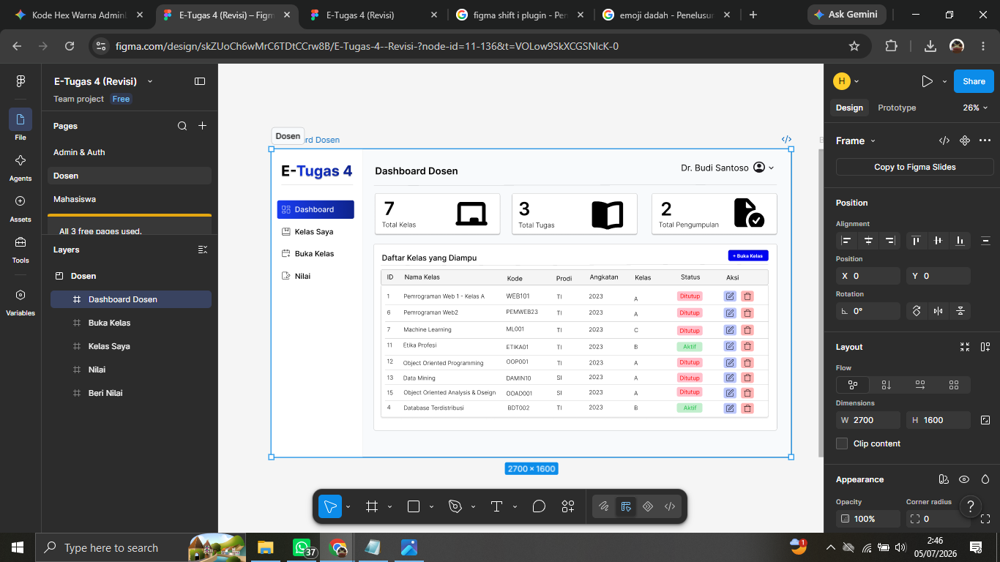 Kode Hex Warna AdminL
E-Tugas 4 (Revisi) – Figm
E-Tugas 4 (Revisi)
figma shift i plugin - Pen
emoji dadah - Penelusur
Ask Gemini
figma.com/design/skZUoCh6wMrC6TDtCCrw8B/E-Tugas-4--Revisi-?node-id=11-136&t=VOLow9SkXCGSNlcK-0
File
Agents
Assets
Tools
Variables
E-Tugas 4 (Revisi)
Team project Free
Pages
Admin & Auth
Dosen
Mahasiswa
All 3 free pages used.
Layers
Dosen
Dashboard Dosen
Buka Kelas
Kelas Saya
Nilai
Beri Nilai
Dosen
rd Dosen
E-Tugas 4
Dashboard
Kelas Saya
Buka Kelas
Nilai
Dashboard Dosen
Dr. Budi Santoso
7
Total Kelas
3
Total Tugas
2
Total Pengumpulan
Daftar Kelas yang Diampu
+ Buka Kelas
ID Nama Kelas Kode Prodi Angkatan Kelas Status Aksi
1 Pemrograman Web 1 - Kelas A WEB101 TI 2023 A Ditutup
6 Pemrograman Web2 PEMWEB23 TI 2023 A Ditutup
7 Machine Learning ML001 TI 2023 C Ditutup
11 Etika Profesi ETIKA01 TI 2023 B Aktif
12 Object Oriented Programming OOP001 TI 2023 A Ditutup
13 Data Mining DAMIN10 SI 2023 A Ditutup
15 Object Oriented Analysis & Dseign OOAD001 SI 2023 A Ditutup
4 Database Terdistribusi BDT002 TI 2023 B Aktif
2700 × 1600
H
Share
Design Prototype 26%
Frame
Copy to Figma Slides
Position
Alignment
Position
X 0 Y 0
Rotation
0°
Layout
Flow
Dimensions
W 2700 H 1600
Clip content
Appearance
Opacity Corner radius
100% 0
?
Type here to search
37
1
2:46
05/07/2026